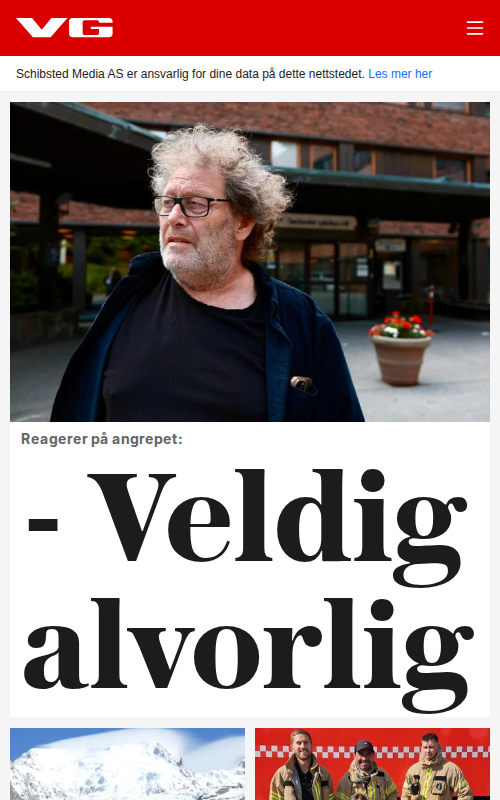 VG
Schibsted Media AS er ansvarlig for dine data på dette nettstedet. Les mer her
Reagerer på angrepet:
- Veldig
alvorlig